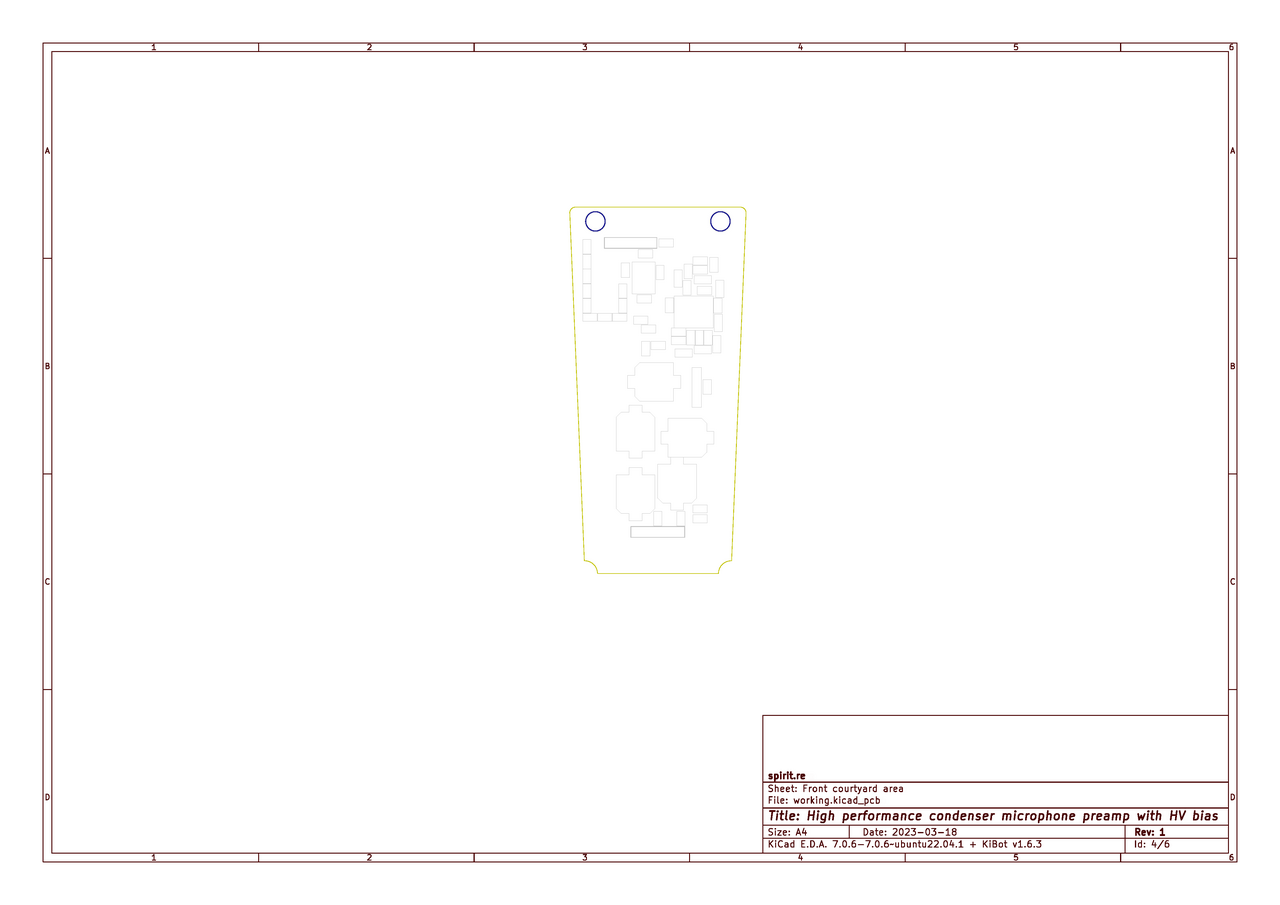 1 2 3 4 5 6
A A
B B
C C
D D
spirit.re
Sheet: Front courtyard area
File: working.kicad_pcb
Title: High performance condenser microphone preamp with HV bias
Size: A4 Date: 2023-03-18 Rev: 1
KiCad E.D.A. 7.0.6-7.0.6~ubuntu22.04.1 + KiBot v1.6.3 Id: 4/6
1 2 3 4 5 6